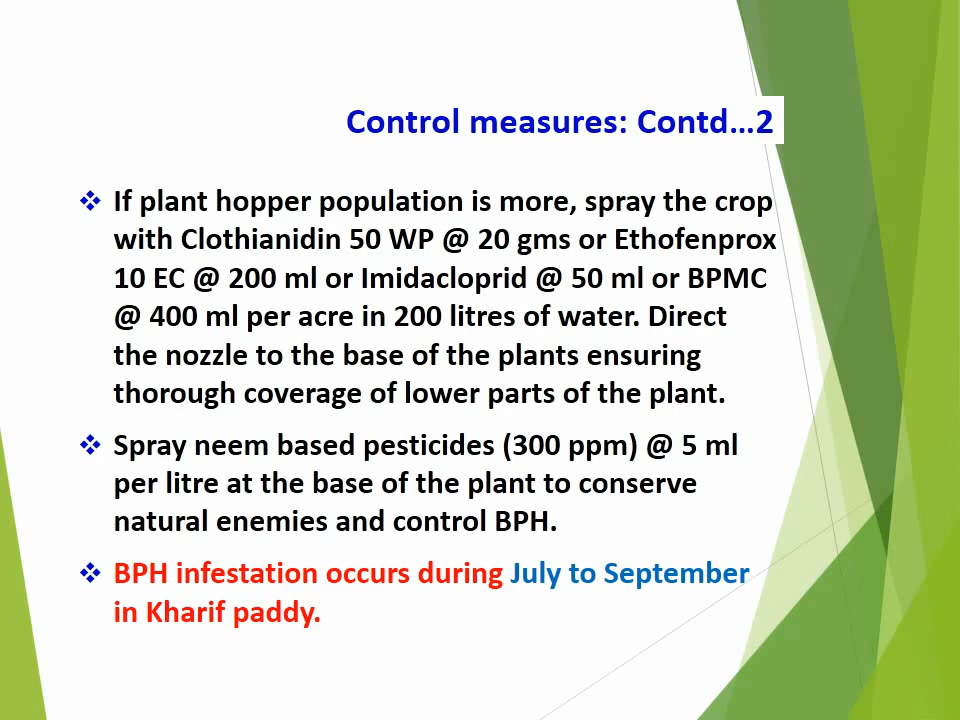 Control measures: Contd...2
❖ If plant hopper population is more, spray the crop
with Clothianidin 50 WP @ 20 gms or Ethofenprox
10 EC @ 200 ml or Imidacloprid @ 50 ml or BPMC
@ 400 ml per acre in 200 litres of water. Direct
the nozzle to the base of the plants ensuring
thorough coverage of lower parts of the plant.
❖ Spray neem based pesticides (300 ppm) @ 5 ml
per litre at the base of the plant to conserve
natural enemies and control BPH.
❖ BPH infestation occurs during July to September
in Kharif paddy.